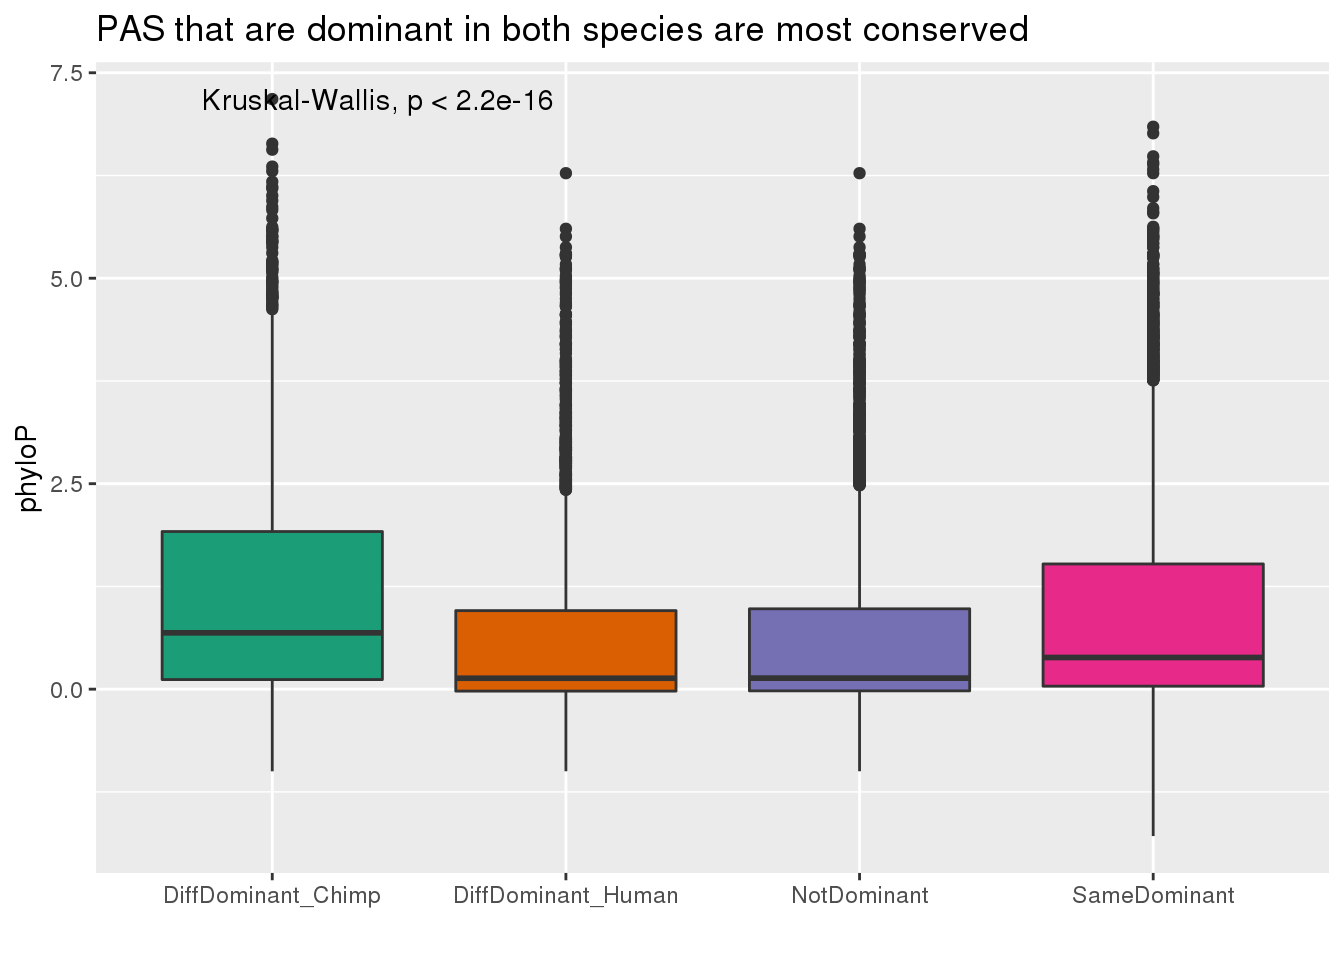 PAS that are dominant in both species are most conserved
7.5
Kruskal-Wallis, p < 2.2e-16
5.0
phyloP
2.5
0.0
DiffDominant_Chimp
DiffDominant_Human
NotDominant
SameDominant